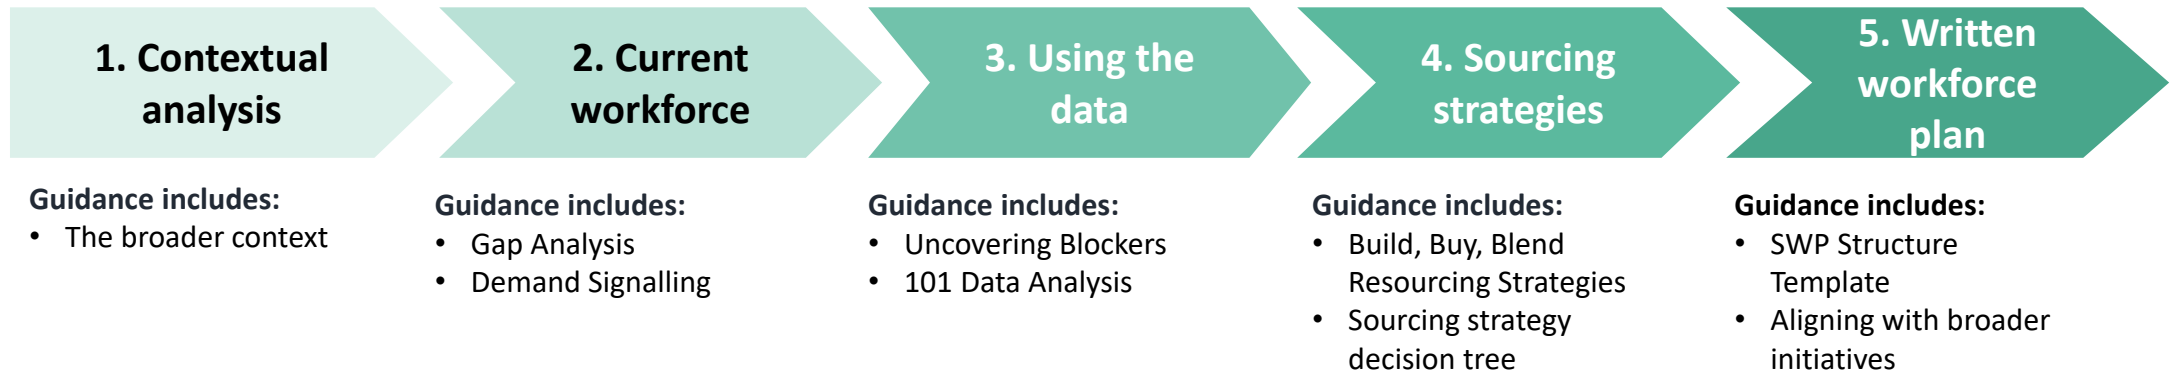 1. Contextual
analysis
Guidance includes:
• The broader context
2. Current
workforce
Guidance includes:
• Gap Analysis
• Demand Signalling
3. Using the
data
Guidance includes:
• Uncovering Blockers
• 101 Data Analysis
4. Sourcing
strategies
Guidance includes:
• Build, Buy, Blend
Resourcing Strategies
• Sourcing strategy
decision tree
5. Written
workforce
plan
Guidance includes:
• SWP Structure
Template
• Aligning with broader
initiatives